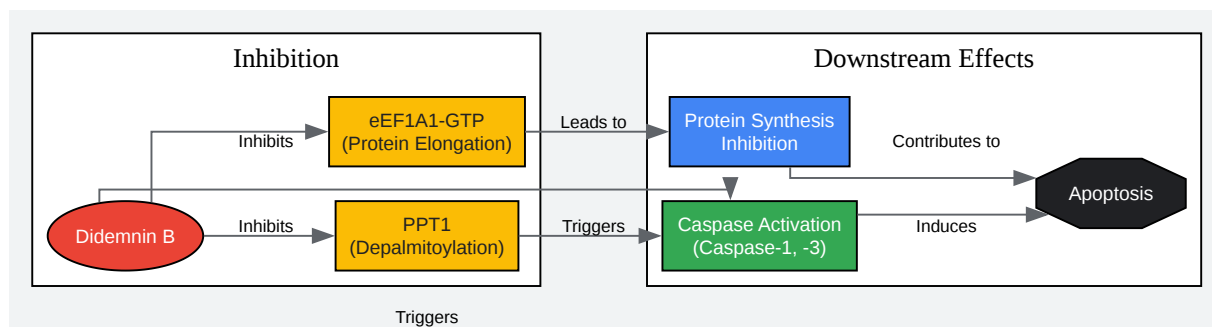 Inhibition
Downstream Effects
eEF1A1-GTP
(Protein Elongation)
Inhibits
Leads to
Protein Synthesis
Inhibition
Contributes to
Apoptosis
Didemnin B
Inhibits
PPT1
(Depalmitoylation)
Triggers
Caspase Activation
(Caspase-1, -3)
Induces
Triggers